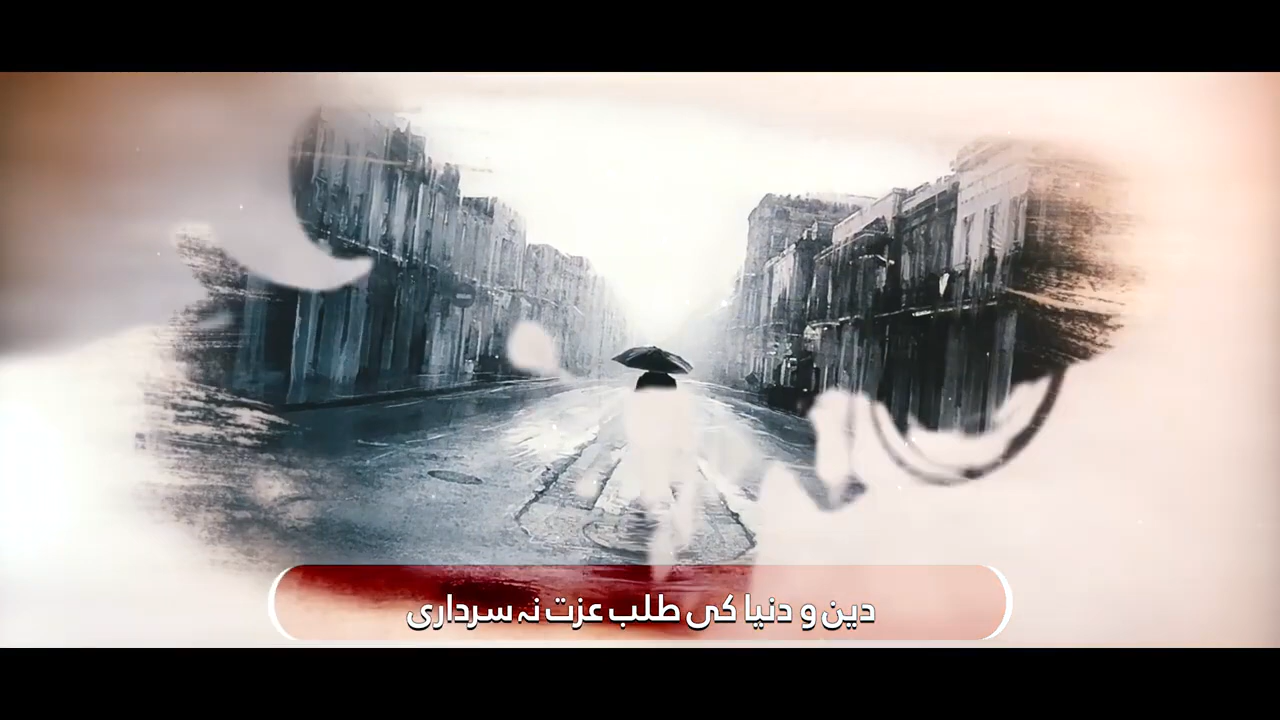 دین و دنیا کی طلب عزت نہ سرداری